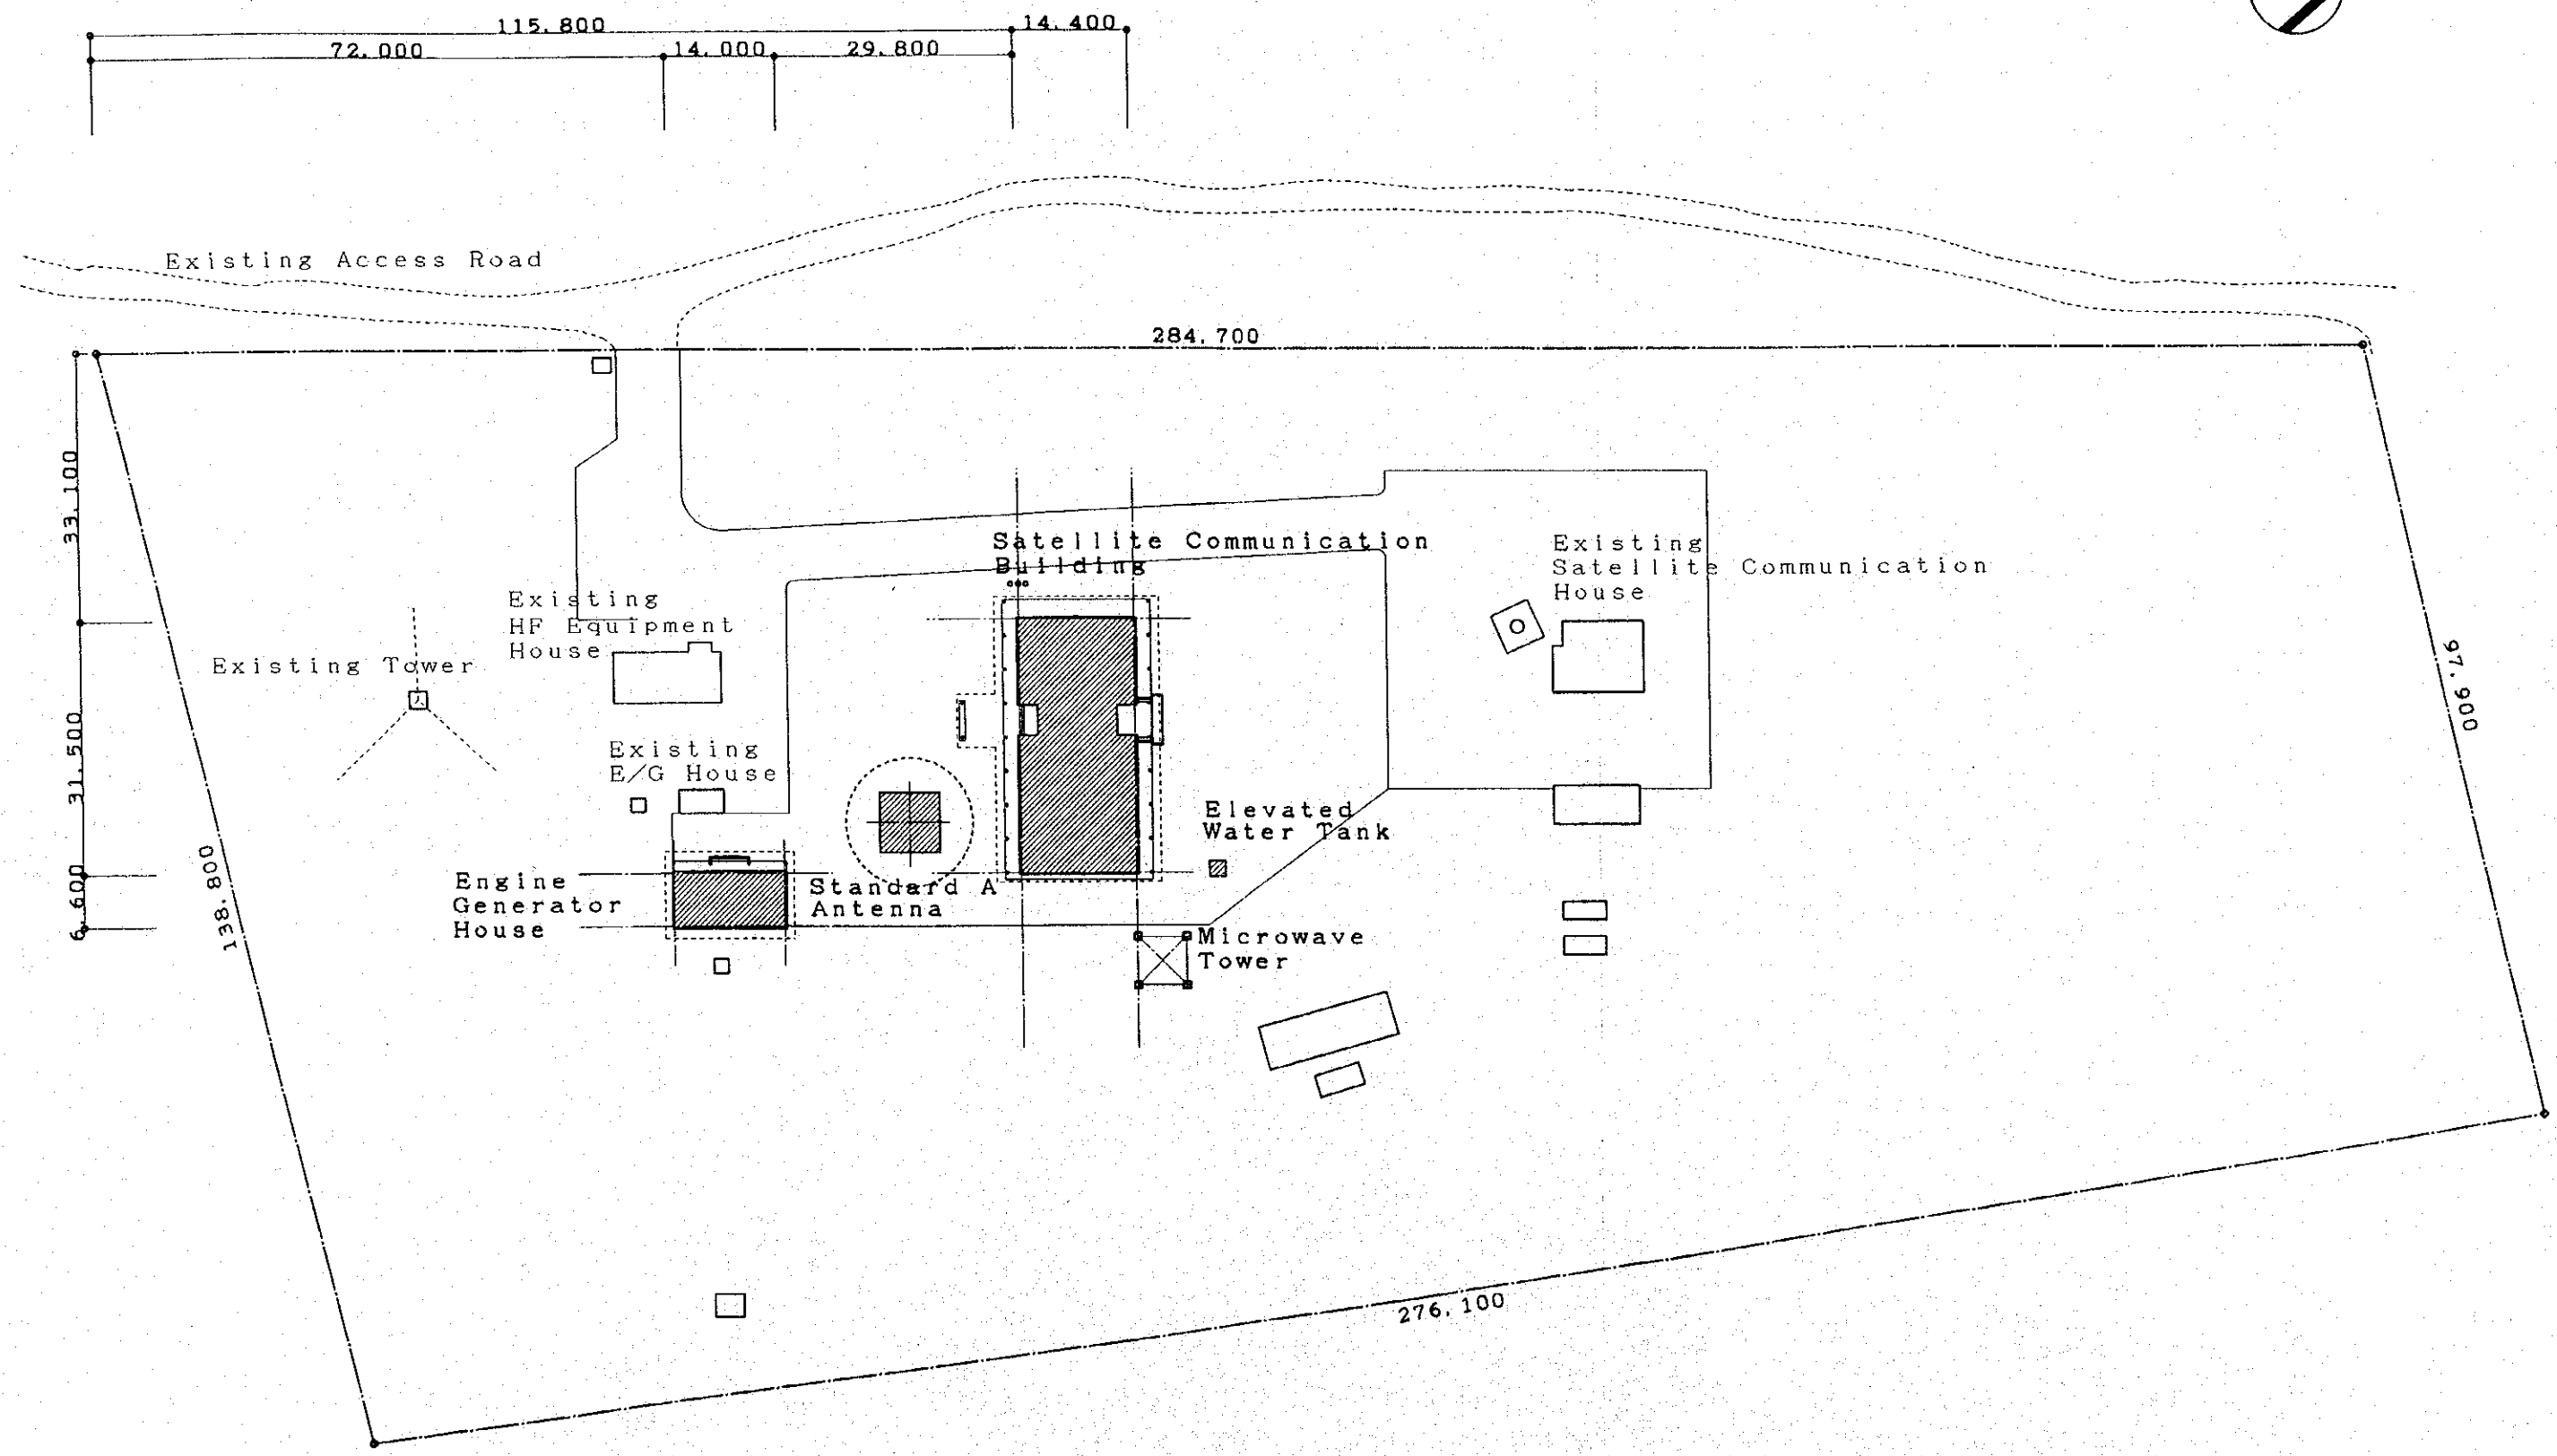 115.800
14.400
72.000
14.000
29.800
Existing Access Road
284.700
33.100
31.500
6.600
138.800
97.900
276.100
Satellite Communication
Building
Existing
Satellite Communication
House
Existing
HF Equipment
House
Existing Tower
Existing
E/G House
Elevated
Water Tank
Engine
Generator
House
Standard A
Antenna
Microwave
Tower